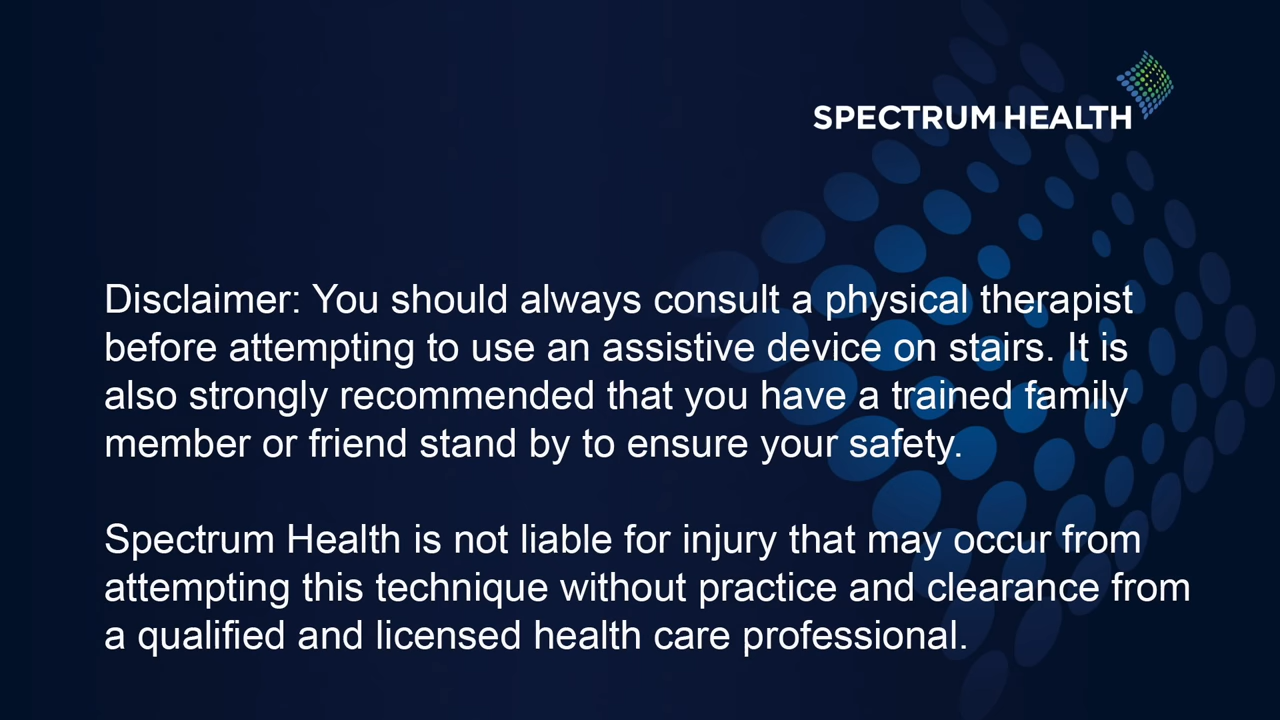 SPECTRUM HEALTH
Disclaimer: You should always consult a physical therapist
before attempting to use an assistive device on stairs. It is
also strongly recommended that you have a trained family
member or friend stand by to ensure your safety.
Spectrum Health is not liable for injury that may occur from
attempting this technique without practice and clearance from
a qualified and licensed health care professional.